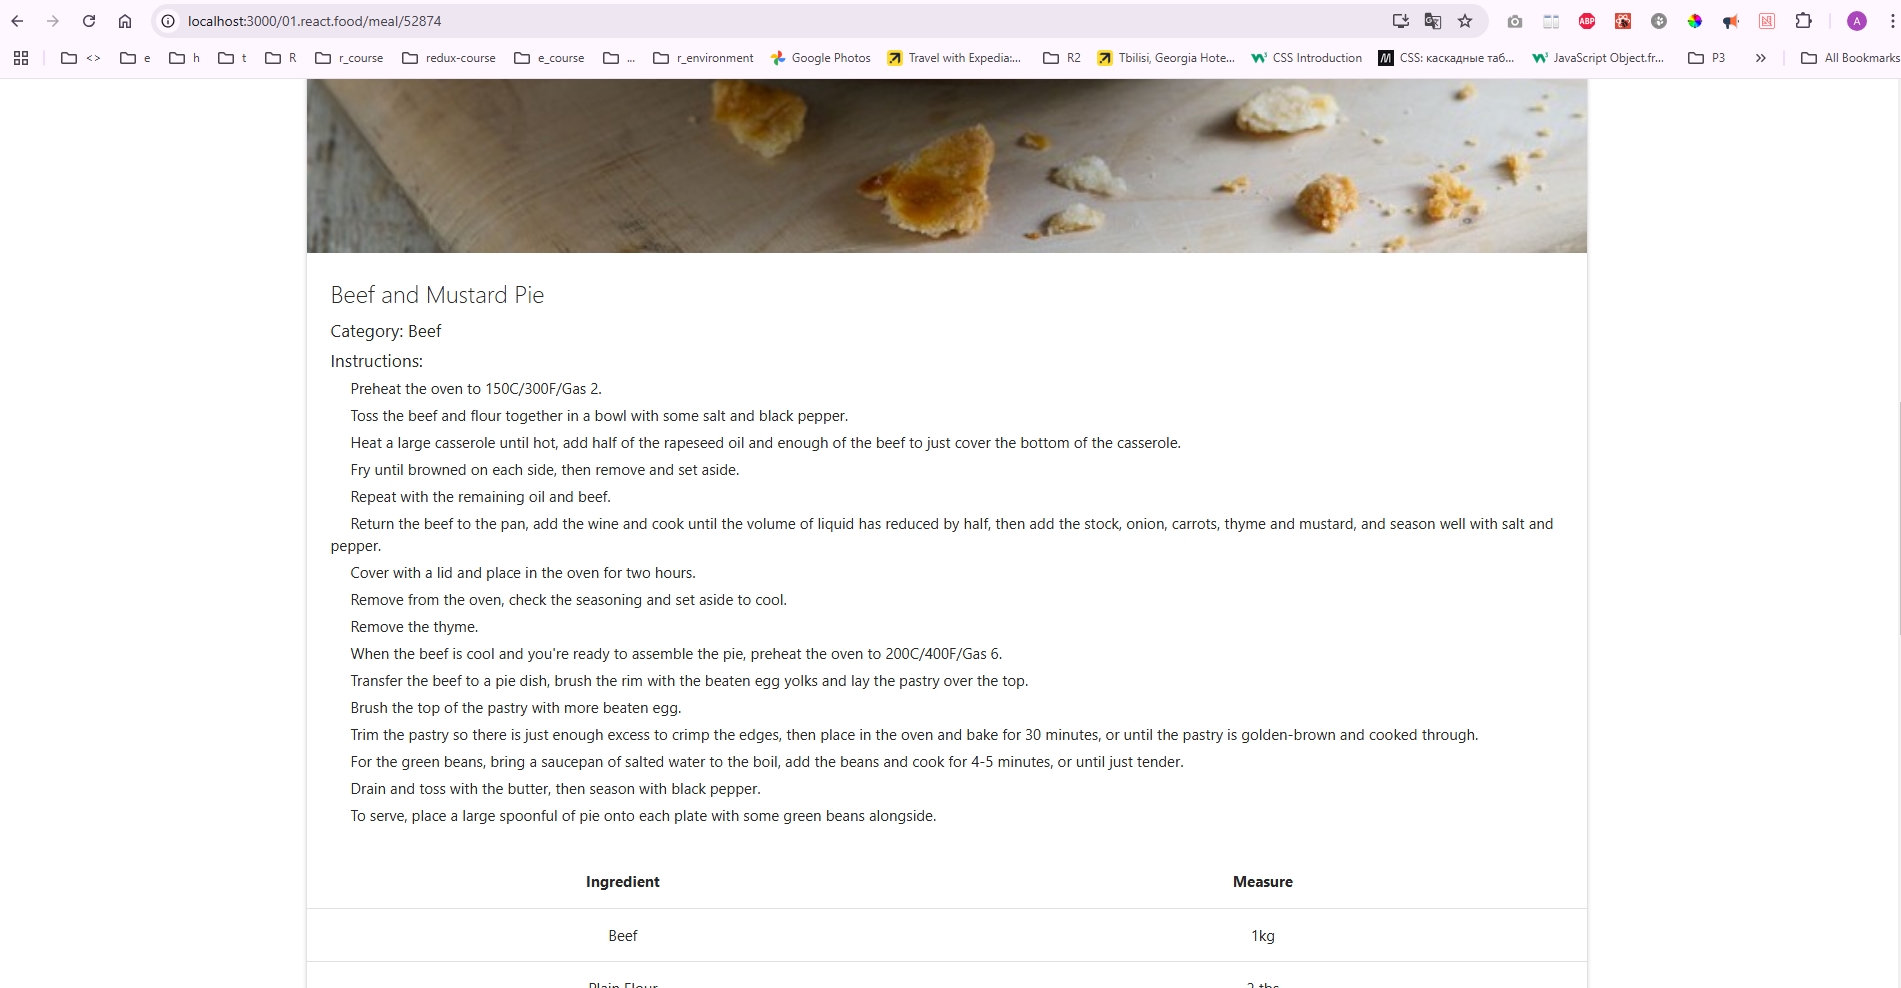 localhost:3000/01.react.food/meal/52874
ABP
A
<> e h t R r_course redux-course e_course ... r_environment Google Photos Travel with Expedia:... R2 Tbilisi, Georgia Hote... CSS Introduction CSS: каскадные таб... JavaScript Object.fr... P3 » All Bookmarks
Beef and Mustard Pie
Category: Beef
Instructions:
Preheat the oven to 150C/300F/Gas 2.
Toss the beef and flour together in a bowl with some salt and black pepper.
Heat a large casserole until hot, add half of the rapeseed oil and enough of the beef to just cover the bottom of the casserole.
Fry until browned on each side, then remove and set aside.
Repeat with the remaining oil and beef.
Return the beef to the pan, add the wine and cook until the volume of liquid has reduced by half, then add the stock, onion, carrots, thyme and mustard, and season well with salt and
pepper.
Cover with a lid and place in the oven for two hours.
Remove from the oven, check the seasoning and set aside to cool.
Remove the thyme.
When the beef is cool and you're ready to assemble the pie, preheat the oven to 200C/400F/Gas 6.
Transfer the beef to a pie dish, brush the rim with the beaten egg yolks and lay the pastry over the top.
Brush the top of the pastry with more beaten egg.
Trim the pastry so there is just enough excess to crimp the edges, then place in the oven and bake for 30 minutes, or until the pastry is golden-brown and cooked through.
For the green beans, bring a saucepan of salted water to the boil, add the beans and cook for 4-5 minutes, or until just tender.
Drain and toss with the butter, then season with black pepper.
To serve, place a large spoonful of pie onto each plate with some green beans alongside.
Ingredient Measure
Beef 1kg
Plain Flour 2 tbs